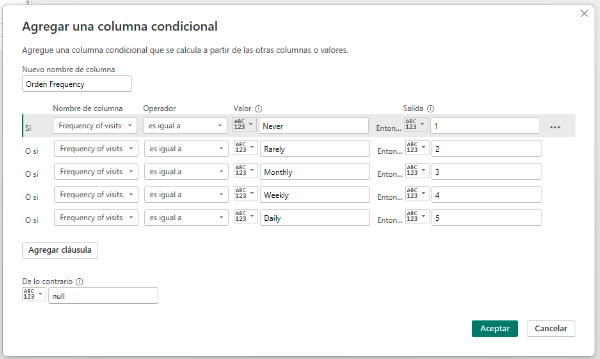 Agregar una columna condicional
Agregue una columna condicional que se calcula a partir de las otras columnas o valores.
Nuevo nombre de columna
Orden Frequency
Nombre de columna Operador Valor Salida
Si Frequency of visits es igual a ABC 123 Never Enton... ABC 123 1 ...
O si Frequency of visits es igual a ABC 123 Rarely Enton... ABC 123 2
O si Frequency of visits es igual a ABC 123 Monthly Enton... ABC 123 3
O si Frequency of visits es igual a ABC 123 Weekly Enton... ABC 123 4
O si Frequency of visits es igual a ABC 123 Daily Enton... ABC 123 5
Agregar cláusula
De lo contrario
ABC 123 null
Aceptar Cancelar